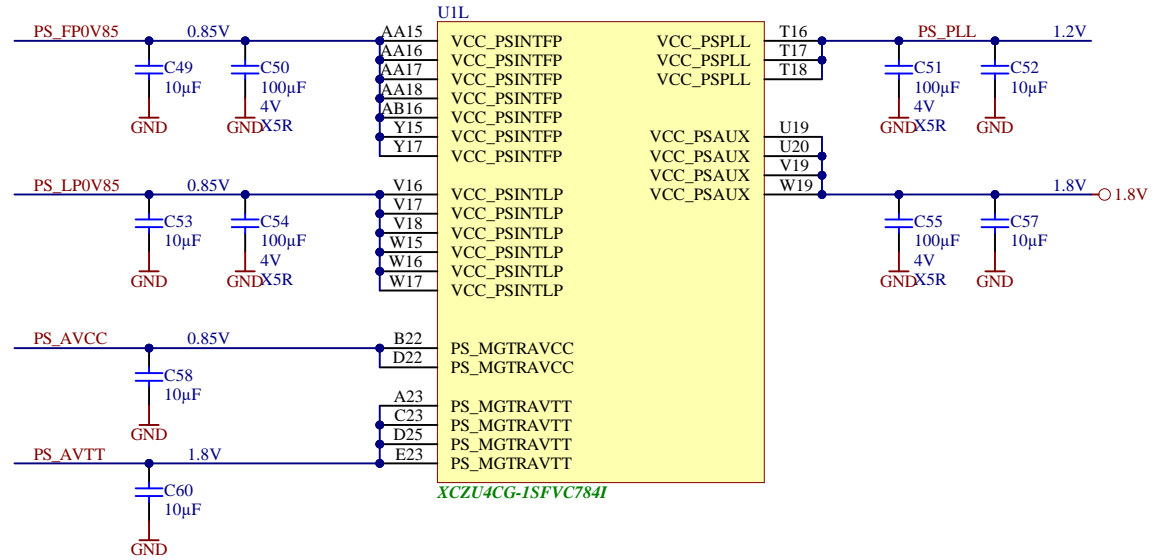 U1L
PS_FP0V85 0.85V AA15 VCC_PSINTFP VCC_PSPLL T16 PS_PLL 1.2V
AA16 VCC_PSINTFP VCC_PSPLL T17
C49 C50 AA17 VCC_PSINTFP VCC_PSPLL T18 C51 C52
10µF 100µF AA18 VCC_PSINTFP 100µF 10µF
4V AB16 VCC_PSINTFP 4V
GND GND X5R Y15 VCC_PSINTFP VCC_PSAUX U19 GND X5R GND
Y17 VCC_PSINTFP VCC_PSAUX U20
VCC_PSAUX V19
PS_LP0V85 0.85V V16 VCC_PSINTLP VCC_PSAUX W19 1.8V 1.8V
V17 VCC_PSINTLP
C53 C54 V18 VCC_PSINTLP C55 C57
10µF 100µF W15 VCC_PSINTLP 100µF 10µF
4V W16 VCC_PSINTLP 4V
GND GND X5R W17 VCC_PSINTLP GND X5R GND
PS_AVCC 0.85V B22 PS_MGTRAVCC
D22 PS_MGTRAVCC
C58
10µF A23 PS_MGTRAVTT
C23 PS_MGTRAVTT
GND D25 PS_MGTRAVTT
PS_AVTT 1.8V E23 PS_MGTRAVTT
C60 XCZU4CG-1SFVC784I
10µF
GND